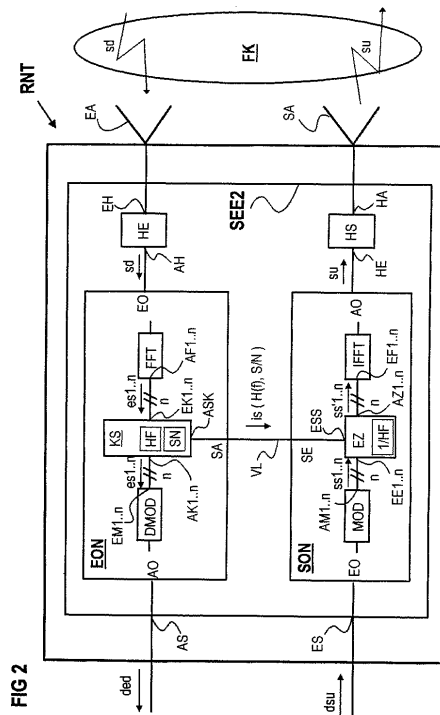 FIG 2
RNT
EA
sd
FK
su
SA
SEE2
EH
HE
AH
sd
HA
HS
HE
su
EON
EO
FFT
AF1..n
es1..n
n
EK1..n
ASK
KS
HF
SN
es1..n
n
AK1..n
EM1..n
DMOD
AO
SA
is ( H(f), S/N )
VL
SON
SE
ESS
AO
IFFT
EF1..n
ss'1..n
n
AZ1..n
EZ
1/HF
ss1..n
n
EE1..n
AM1..n
MOD
EO
AS
ES
ded
dsu